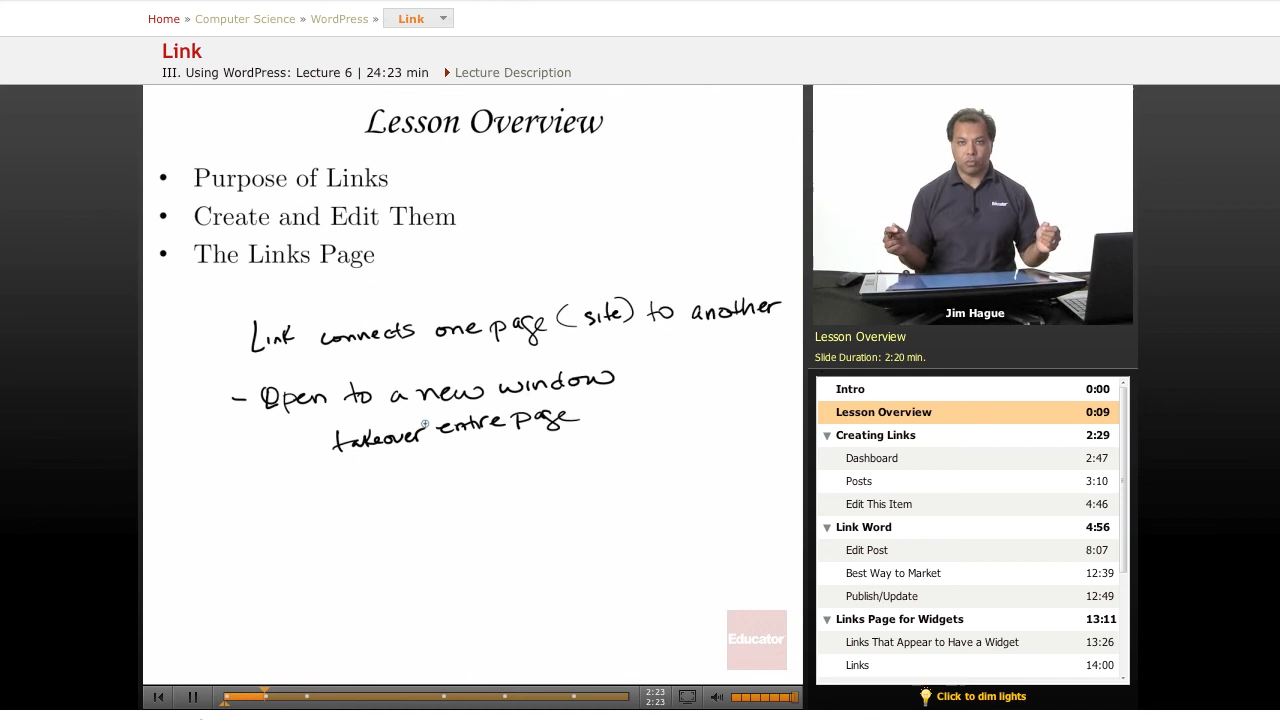 Home » Computer Science » WordPress » Link
Link
III. Using WordPress: Lecture 6 | 24:23 min Lecture Description
Lesson Overview
• Purpose of Links
• Create and Edit Them
• The Links Page
Link connects one page (site) to another
- Open to a new window
takeover entire page
Educator
Educator
Jim Hague
Lesson Overview
Slide Duration: 2:20 min.
Intro 0:00
Lesson Overview 0:09
Creating Links 2:29
Dashboard 2:47
Posts 3:10
Edit This Item 4:46
Link Word 4:56
Edit Post 8:07
Best Way to Market 12:39
Publish/Update 12:49
Links Page for Widgets 13:11
Links That Appear to Have a Widget 13:26
Links 14:00
2:23
2:23
Click to dim lights